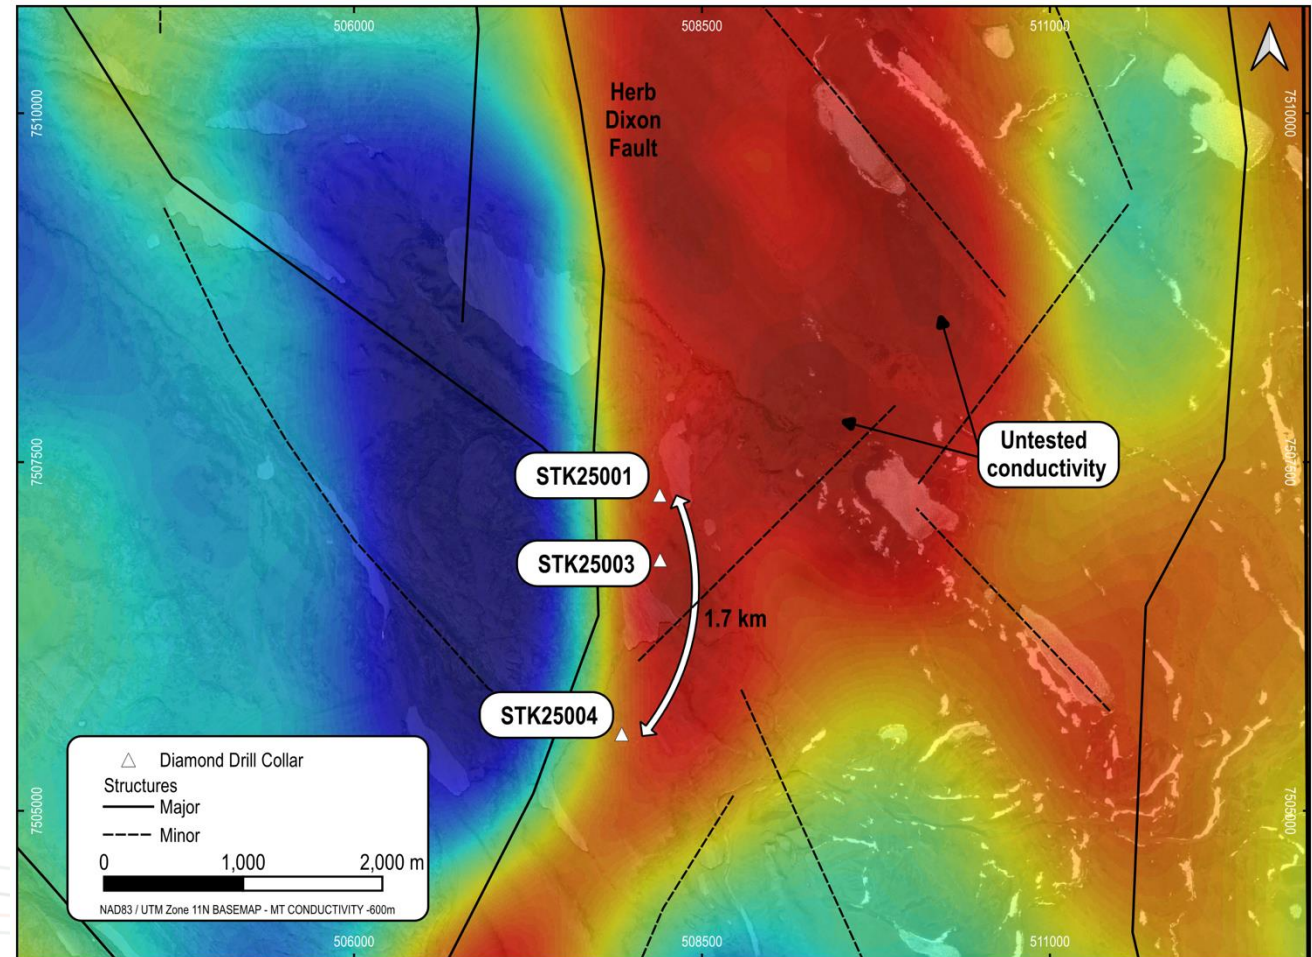 506000
508500
511000
7510000
7510000
Herb
Dixon
Fault
7507500
7507500
Untested
conductivity
STK25001
STK25003
1.7 km
STK25004
Diamond Drill Collar
Structures
Major
Minor
0 1,000 2,000 m
NAD83 / UTM Zone 11N BASEMAP - MT CONDUCTIVITY -600m
7505000
7505000
506000
508500
511000